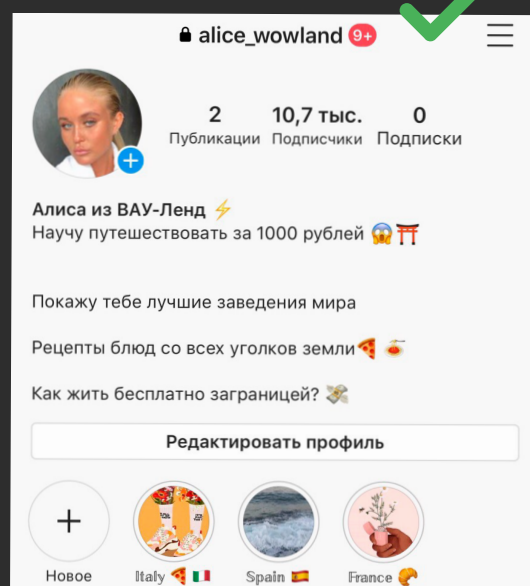 alice_wowland 9+
2 10,7 тыс. 0
Публикации Подписчики Подписки
Алиса из ВАУ-Ленд ⚡
Научу путешествовать за 1000 рублей 😱⛩️
Покажу тебе лучшие заведения мира
Рецепты блюд со всех уголков земли🍕 🍝
Как жить бесплатно заграницей? 💸
Редактировать профиль
Новое Italy 🍕 🇮🇹 Spain 🇪🇸 France 🥐